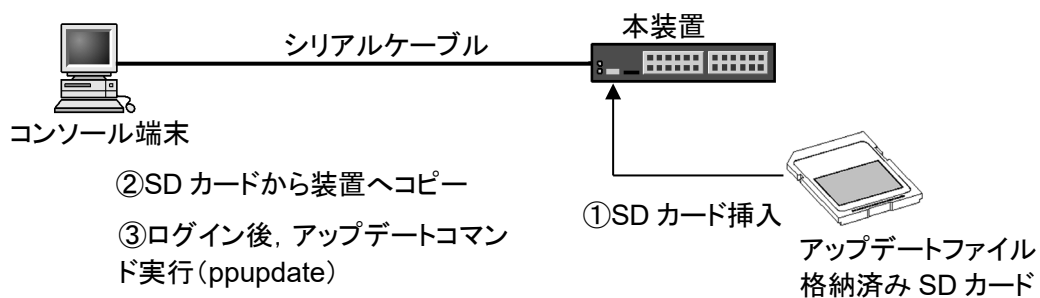 本装置
シリアルケーブル
コンソール端末
②SD カードから装置へコピー
①SD カード挿入
③ログイン後，アップデートコマン
ド実行（ppupdate）
アップデートファイル
格納済み SD カード